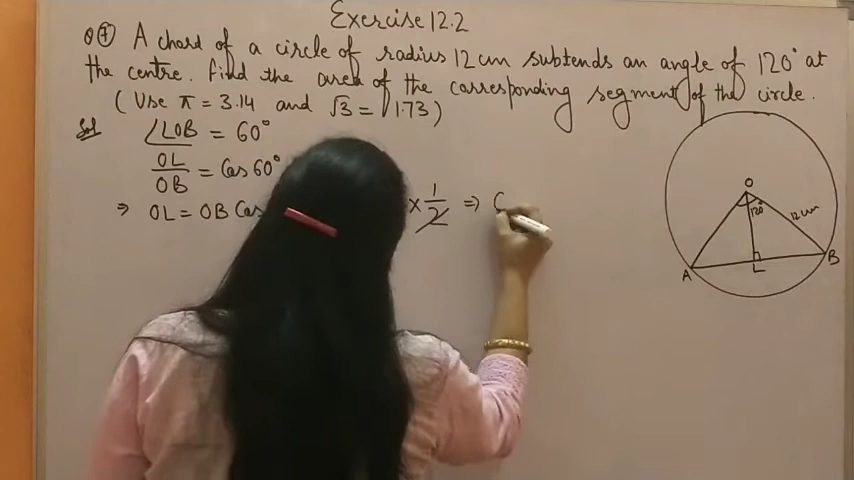 Exercise 12.2
Q 7 A chord of a circle of radius 12 cm subtends an angle of 120° at
the centre. find the area of the corresponding segment of the circle.
(Use π = 3.14 and √3 = 1.73)
Sol ∠LOB = 60°
OL/OB = Cos 60°
⇒ OL = OB Cos × 1/2 ⇒
O
120°
12 cm
A L B